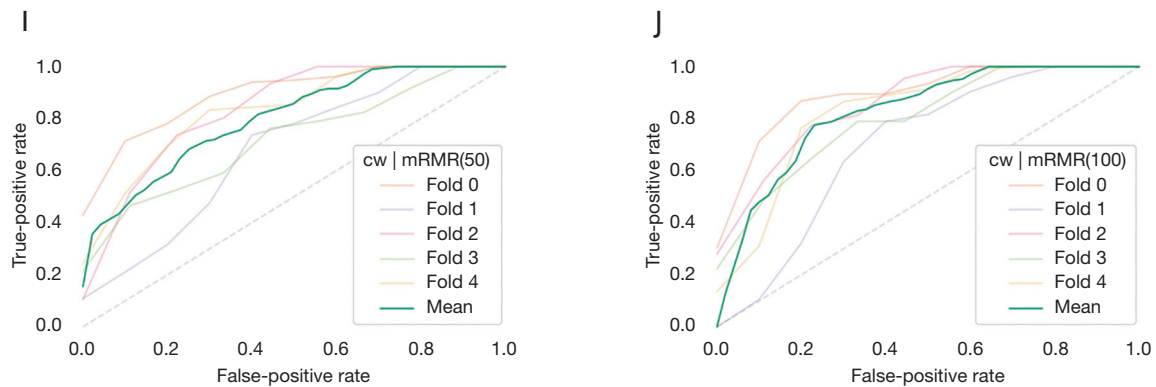 I
1.0
0.8
0.6
0.4
0.2
0.0
True-positive rate
0.0 0.2 0.4 0.6 0.8 1.0
False-positive rate
cw | mRMR(50)
Fold 0
Fold 1
Fold 2
Fold 3
Fold 4
Mean
J
1.0
0.8
0.6
0.4
0.2
0.0
True-positive rate
0.0 0.2 0.4 0.6 0.8 1.0
False-positive rate
cw | mRMR(100)
Fold 0
Fold 1
Fold 2
Fold 3
Fold 4
Mean